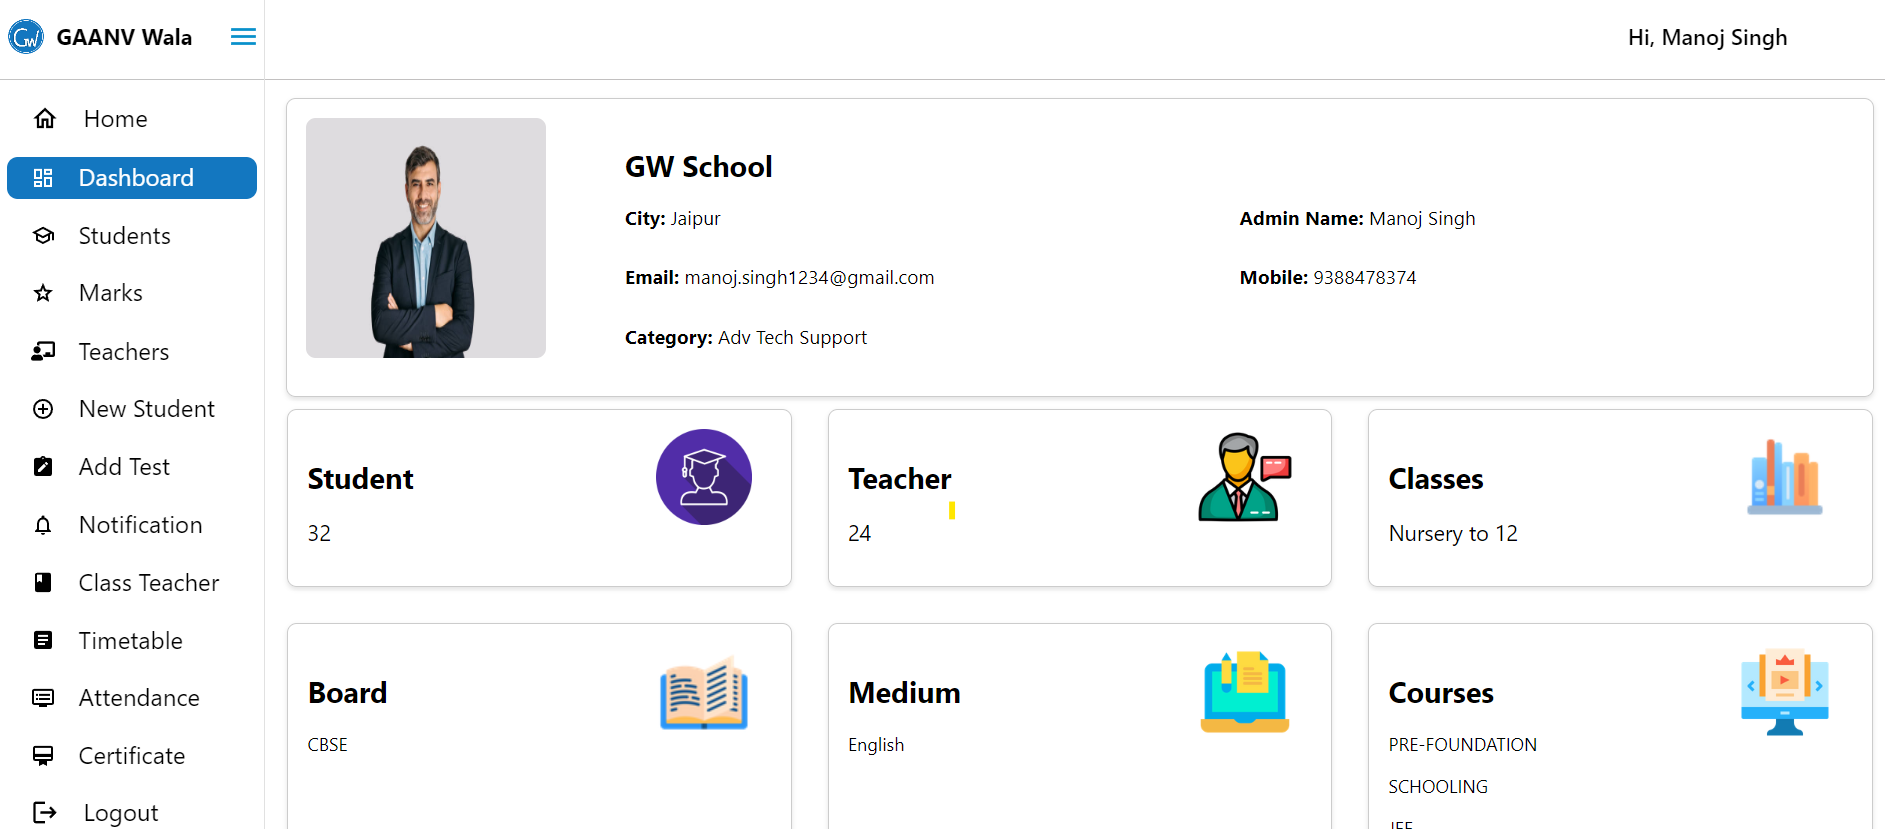 GW GAANV Wala
Hi, Manoj Singh
Home
Dashboard
Students
Marks
Teachers
New Student
Add Test
Notification
Class Teacher
Timetable
Attendance
Certificate
Logout
GW School
City: Jaipur
Admin Name: Manoj Singh
Email: manoj.singh1234@gmail.com
Mobile: 9388478374
Category: Adv Tech Support
Student
32
Teacher
24
Classes
Nursery to 12
Board
CBSE
Medium
English
Courses
PRE-FOUNDATION
SCHOOLING